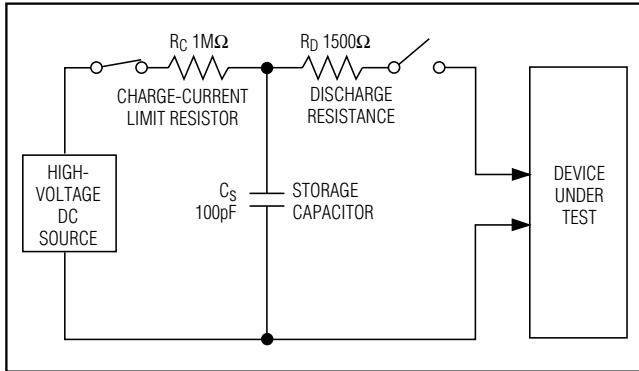 R_C 1MΩ
CHARGE-CURRENT
LIMIT RESISTOR
R_D 1500Ω
DISCHARGE
RESISTANCE
HIGH-
VOLTAGE
DC
SOURCE
C_S
100pF
STORAGE
CAPACITOR
DEVICE
UNDER
TEST